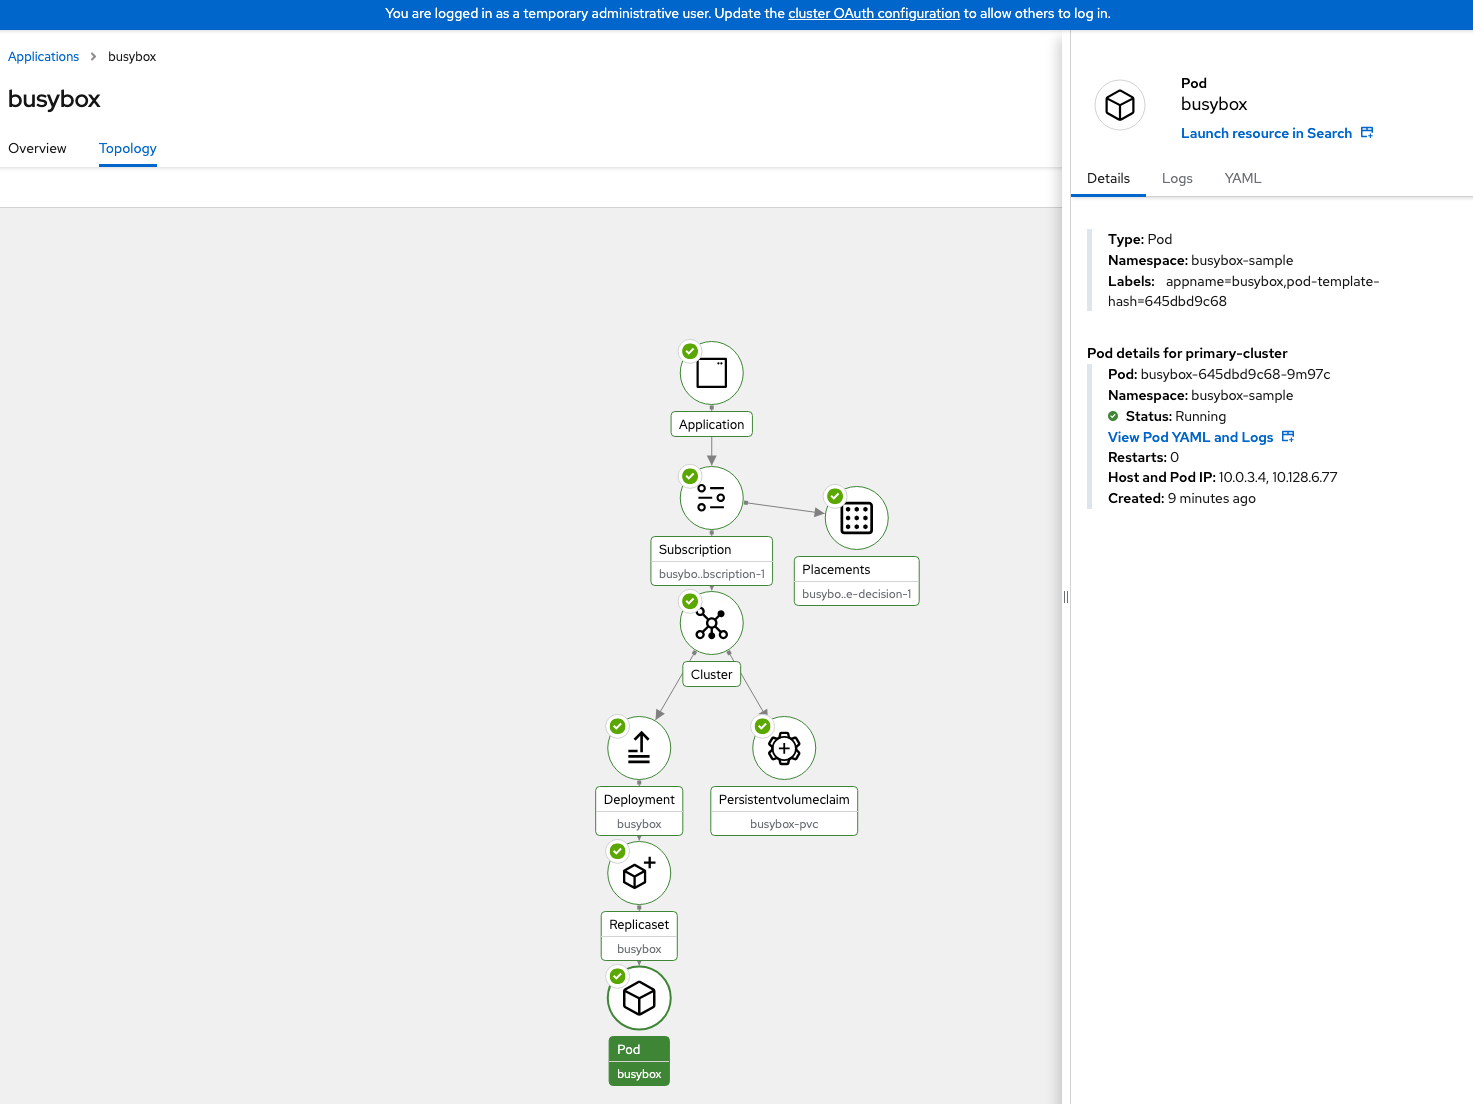 You are logged in as a temporary administrative user. Update the cluster OAuth configuration to allow others to log in.
Applications > busybox
busybox
Overview Topology
Application
Subscription
busybo..bscription-1
Placements
busybo..e-decision-1
Cluster
Deployment
busybox
Persistentvolumeclaim
busybox-pvc
Replicaset
busybox
Pod
busybox
Pod
busybox
Launch resource in Search
Details Logs YAML
Type: Pod
Namespace: busybox-sample
Labels: appname=busybox,pod-template-
hash=645dbd9c68
Pod details for primary-cluster
Pod: busybox-645dbd9c68-9m97c
Namespace: busybox-sample
Status: Running
View Pod YAML and Logs
Restarts: 0
Host and Pod IP: 10.0.3.4, 10.128.6.77
Created: 9 minutes ago